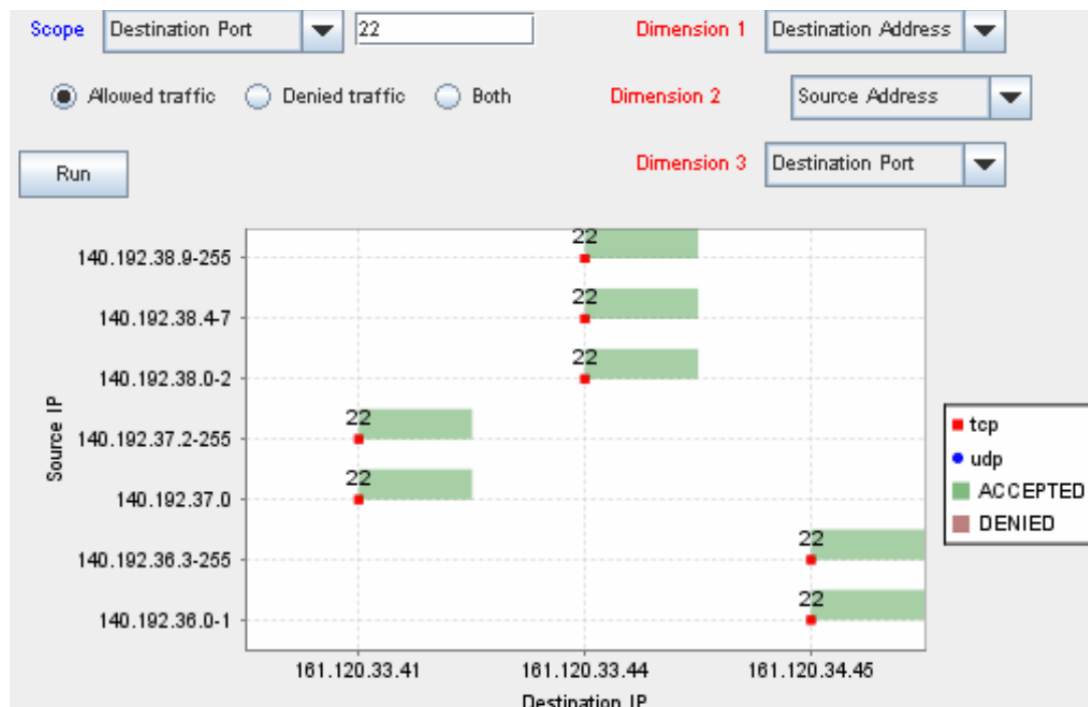 Scope Destination Port 22 Dimension 1 Destination Address
Allowed traffic Denied traffic Both Dimension 2 Source Address
Run Dimension 3 Destination Port
22
140.192.38.9-255
22
140.192.38.4-7
22
140.192.38.0-2
22
140.192.37.2-255
22
140.192.37.0
22
140.192.36.3-255
22
140.192.36.0-1
Source IP
161.120.33.41 161.120.33.44 161.120.34.45
Destination IP
tcp
udp
ACCEPTED
DENIED